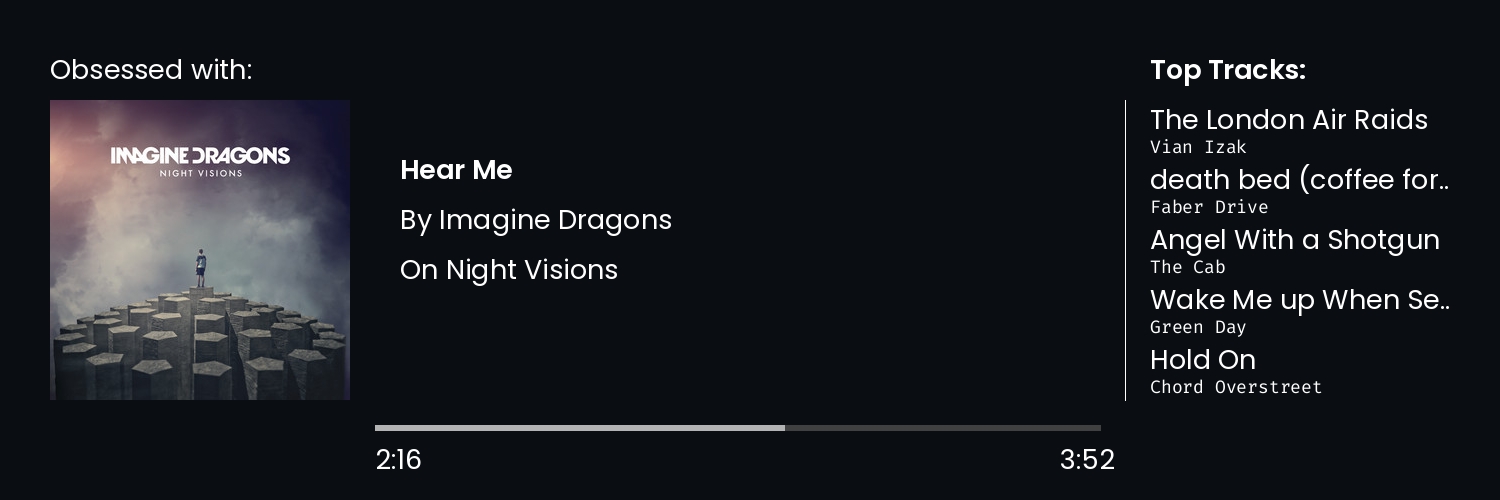 Obsessed with:
IMAGINE DRAGONS
NIGHT VISIONS
Hear Me
By Imagine Dragons
On Night Visions
2:16
3:52
Top Tracks:
The London Air Raids
Vian Izak
death bed (coffee for..
Faber Drive
Angel With a Shotgun
The Cab
Wake Me up When Se..
Green Day
Hold On
Chord Overstreet